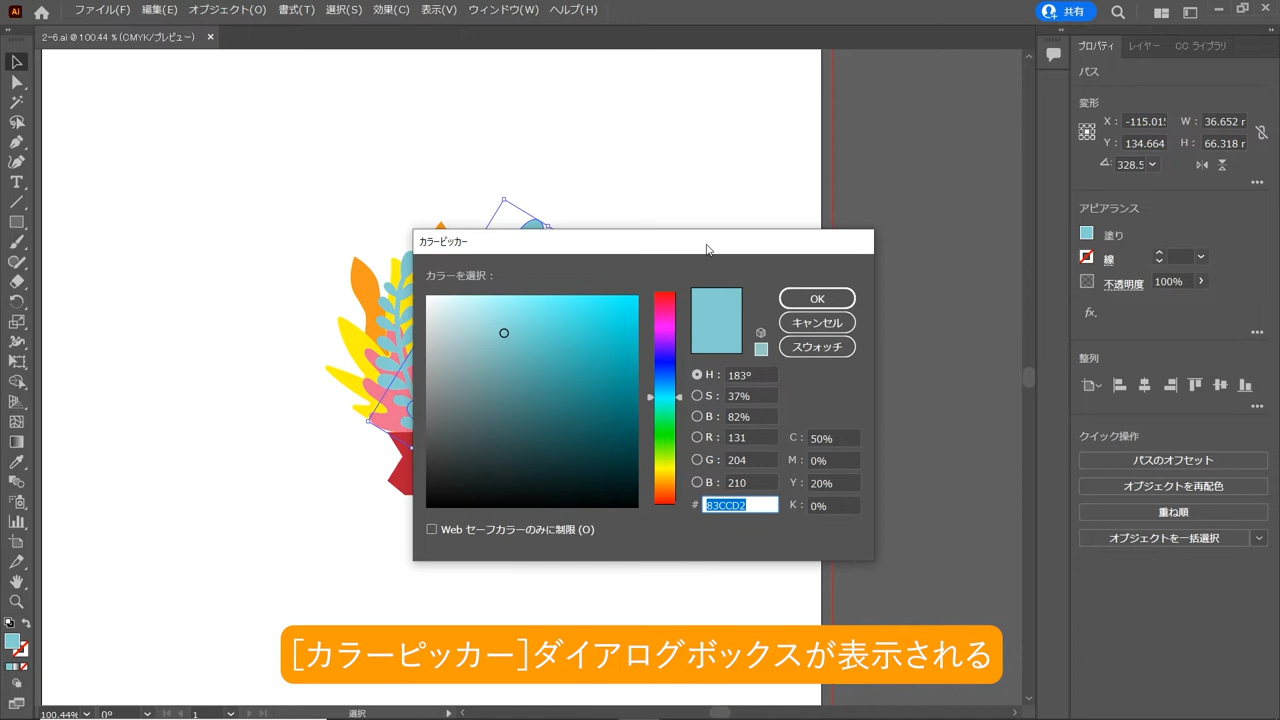 Ai
ファイル(F) 編集(E) オブジェクト(O) 書式(T) 選択(S) 効果(C) 表示(V) ウィンドウ(W) ヘルプ(H)
共有
2-6.ai @ 100.44 % (CMYK/プレビュー) ×
プロパティ レイヤー CC ライブラリ
パス
変形
X: -115.01 W: 36.652 r
Y: 134.664 H: 66.318 r
328.5
アピアランス
塗り
線
不透明度 100%
fx.
整列
クイック操作
パスのオフセット
オブジェクトを再配色
重ね順
オブジェクトを一括選択
カラーピッカー
カラーを選択：
OK
キャンセル
スウォッチ
H: 183°
S: 37%
B: 82%
R: 131 C: 50%
G: 204 M: 0%
B: 210 Y: 20%
# 83CCD2 K: 0%
Web セーフカラーのみに制限 (O)
[カラーピッカー]ダイアログボックスが表示される
100.44% 0° 1 選択